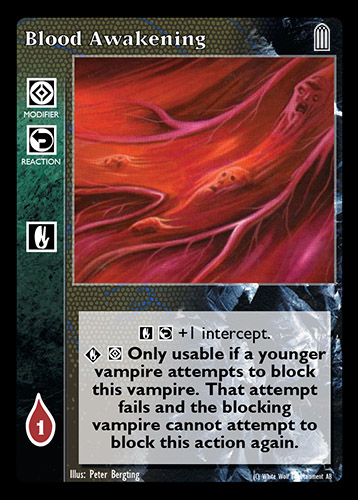 Blood Awakening
MODIFIER
REACTION
+1 intercept.
Only usable if a younger
vampire attempts to block
this vampire. That attempt
fails and the blocking
vampire cannot attempt to
block this action again.
1
Illus: Peter Bergting
(C) White Wolf Entertainment AB